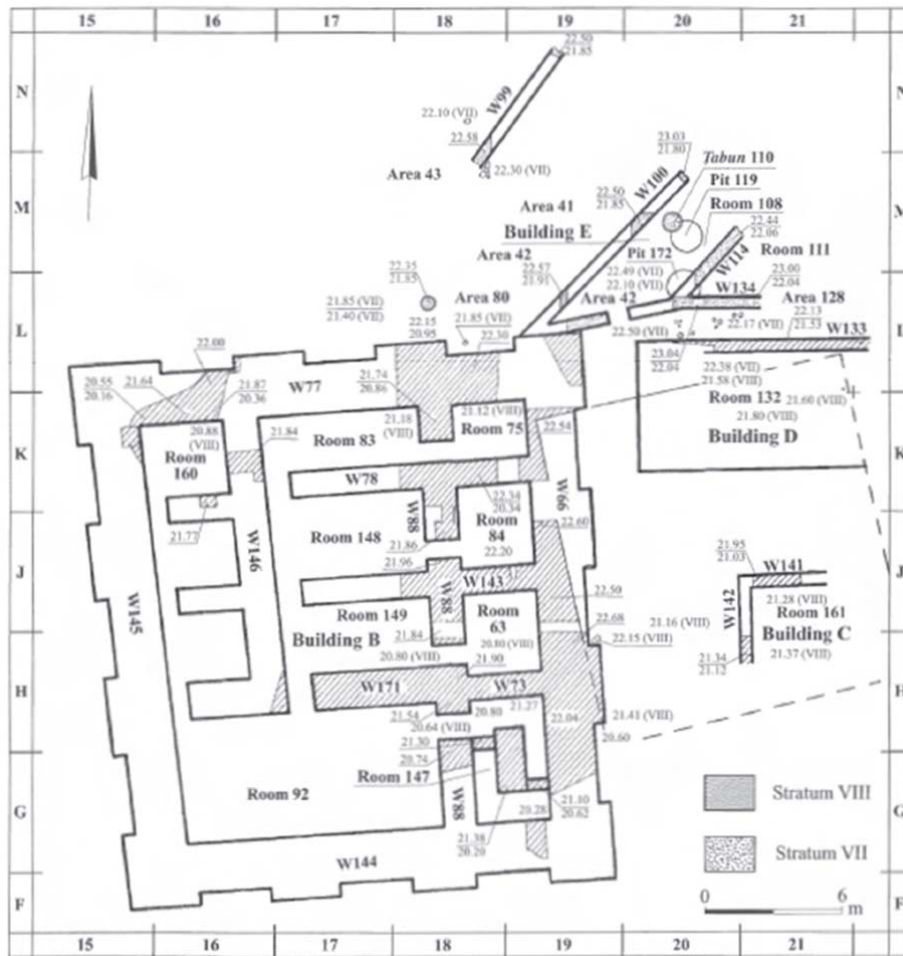 15 16 17 18 19 20 21
N N
22.50
21.85
W99
22.10 (VII)
22.58
22.30 (VII)
23.03
21.80
Tabun 110
Pit 119
M M
Area 43
W100
Area 41
22.50
21.85
Room 108
Building E
22.44
22.06
W114
Room 111
Area 42
Pit 172
22.35
21.85
22.57
21.91
22.49 (VII)
22.10 (VII)
W134
23.00
22.04
21.85 (VII)
21.40 (VII)
Area 80
Area 42
Area 128
L L
22.15
20.95
21.85 (VII)
22.30
22.50 (VII)
22.17 (VII)
22.13
21.53
W133
22.00
23.04
22.04
20.55
20.16
21.64
21.87
20.36
W77
21.74
20.86
22.38 (VII)
21.58 (VIII)
Room 132
21.60 (VIII)
21.80 (VIII)
20.88
(VIII)
21.84
21.18
(VIII)
21.12 (VIII)
Room 83
Room 75
22.54
Building D
K K
Room
160
W78
W66
22.34
20.34
21.77
W146
Room 148
W88
Room
84
22.60
21.86
22.20
21.96
21.95
21.03
J J
W145
W143
W141
W142
Room 149
W88
22.50
21.28 (VIII)
Room 161
Room
63
22.68
21.16 (VIII)
Building B
21.84
20.80 (VIII)
22.15 (VIII)
Building C
20.80 (VIII)
21.90
21.34
21.12
21.37 (VIII)
H H
W171
W73
21.54
20.80
21.27
22.04
21.41 (VIII)
20.64 (VIII)
20.60
21.30
20.74
Room 147
Room 92
W88
21.10
20.62
G G
20.28
21.38
20.20
Stratum VIII
W144
Stratum VII
F F
0 6
m
15 16 17 18 19 20 21